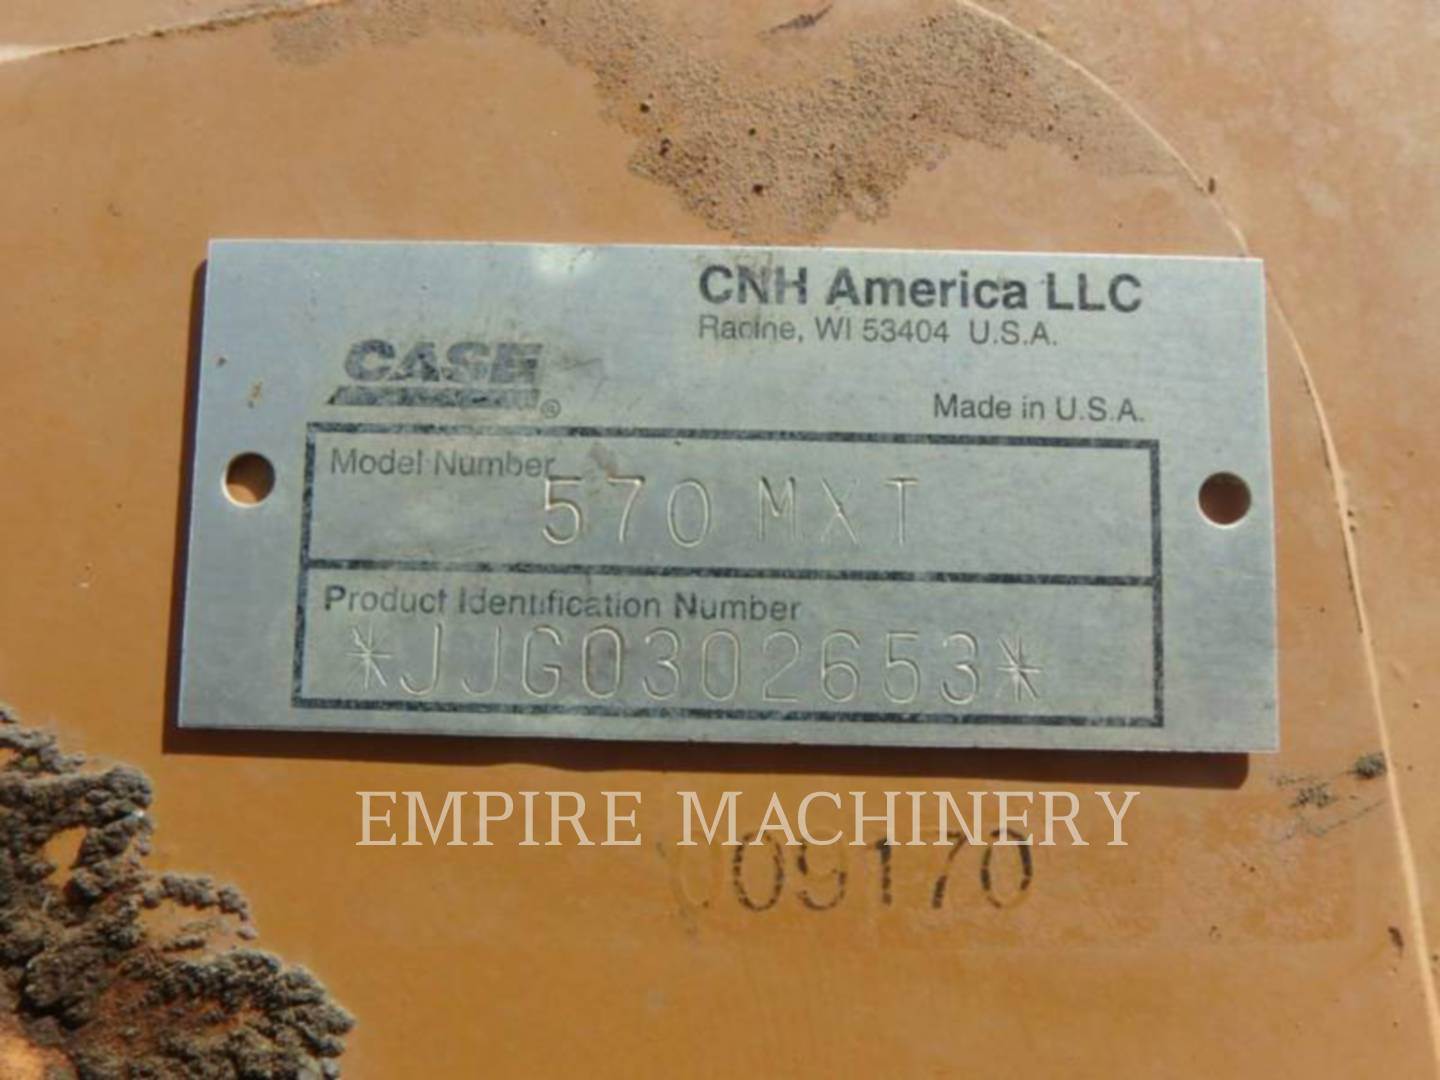 CNH America LLC
Racine, WI 53404 U.S.A.
CASE
®
Made in U.S.A.
Model Number
570 MXT
Product Identification Number
*JJG0302653*
EMPIRE MACHINERY
009170